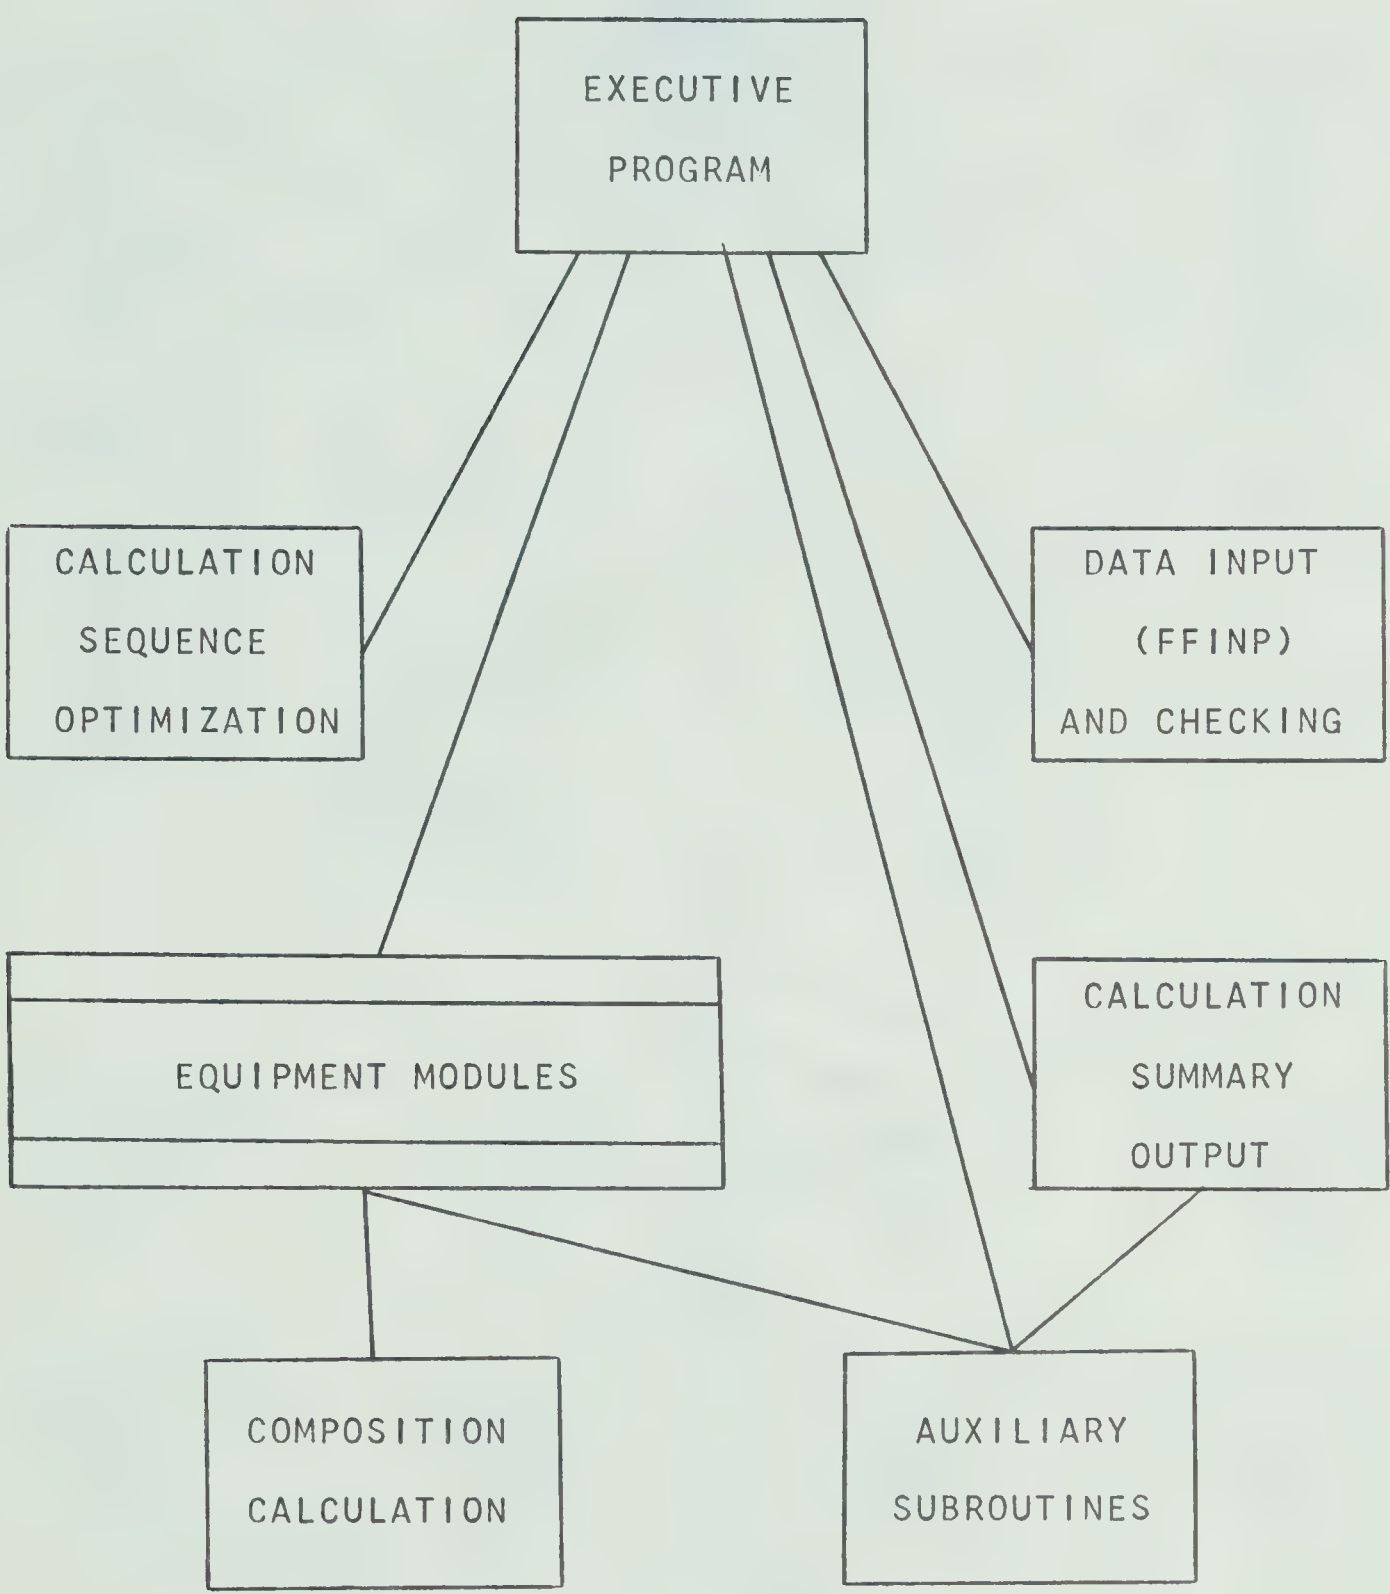 EXECUTIVE
PROGRAM
CALCULATION
SEQUENCE
OPTIMIZATION
DATA INPUT
(FFINP)
AND CHECKING
EQUIPMENT MODULES
CALCULATION
SUMMARY
OUTPUT
COMPOSITION
CALCULATION
AUXILIARY
SUBROUTINES